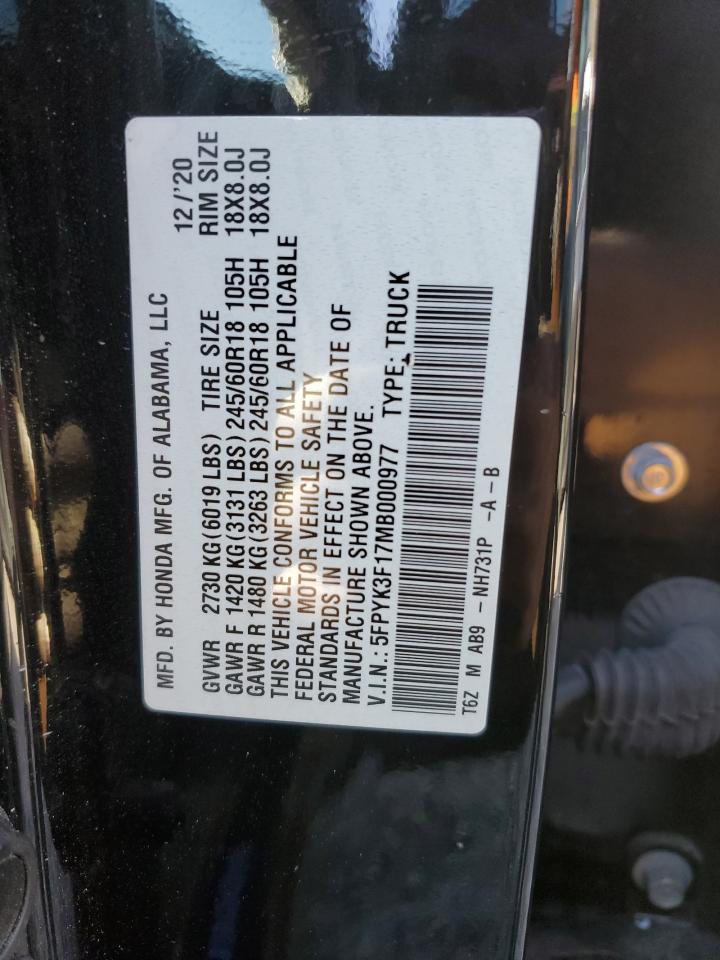 MFD. BY HONDA MFG. OF ALABAMA, LLC 12/'20
GVWR 2730 KG(6019 LBS) TIRE SIZE RIM SIZE
GAWR F 1420 KG(3131 LBS)245/60R18 105H 18X8.0J
GAWR R 1480 KG(3263 LBS)245/60R18 105H 18X8.0J
THIS VEHICLE CONFORMS TO ALL APPLICABLE
FEDERAL MOTOR VEHICLE SAFETY
STANDARDS IN EFFECT ON THE DATE OF
MANUFACTURE SHOWN ABOVE.
V.I.N.: 5FPYK3F17MB000977 TYPE: TRUCK
T6Z M AB9 -NH731P -A-B